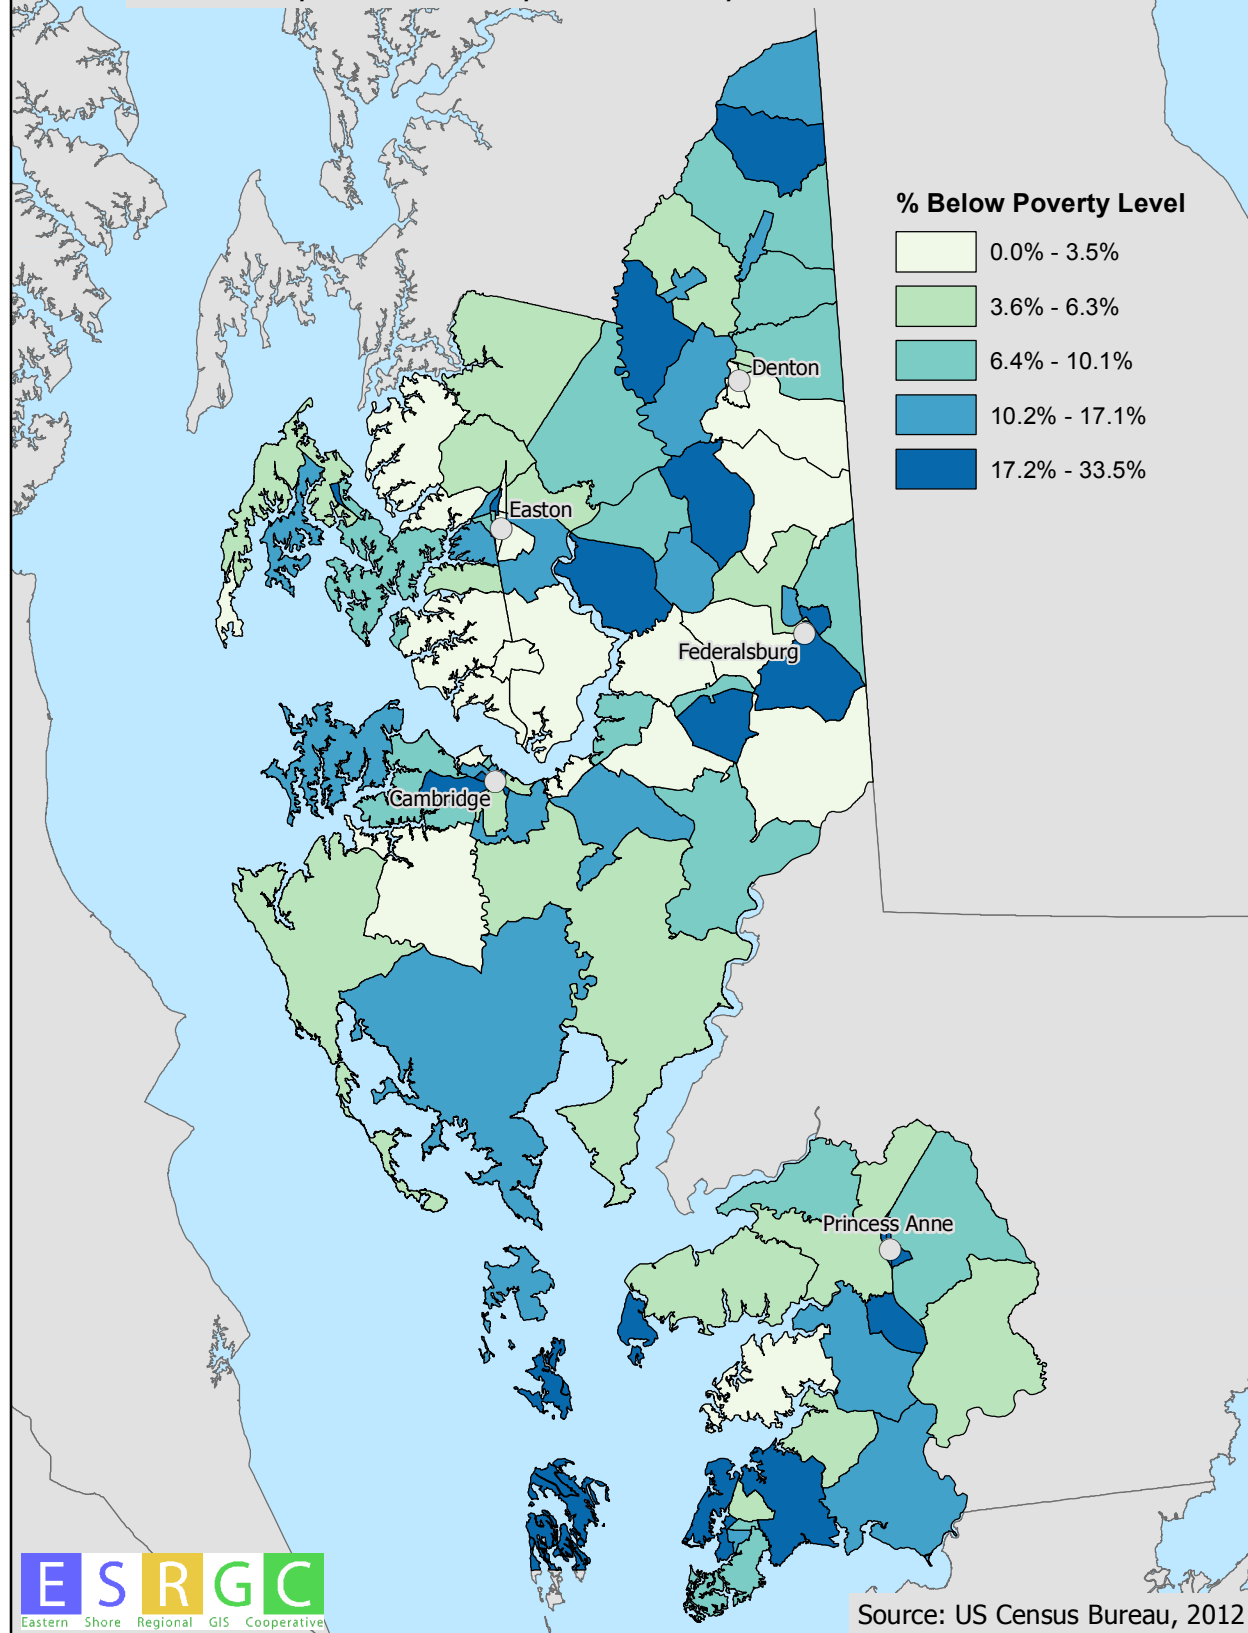 % Below Poverty Level
0.0% - 3.5%
3.6% - 6.3%
6.4% - 10.1%
10.2% - 17.1%
17.2% - 33.5%
Denton
Easton
Federalsburg
Cambridge
Princess Anne
E S R G C
Eastern Shore Regional GIS Cooperative
Source: US Census Bureau, 2012